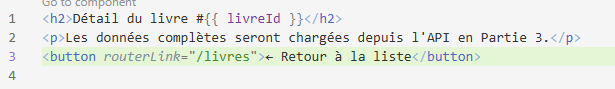 Go to component
1 <h2>Détail du livre #{{ livreId }}</h2>
2 <p>Les données complètes seront chargées depuis l'API en Partie 3.</p>
3 <button routerLink="/livres">← Retour à la liste</button>
4